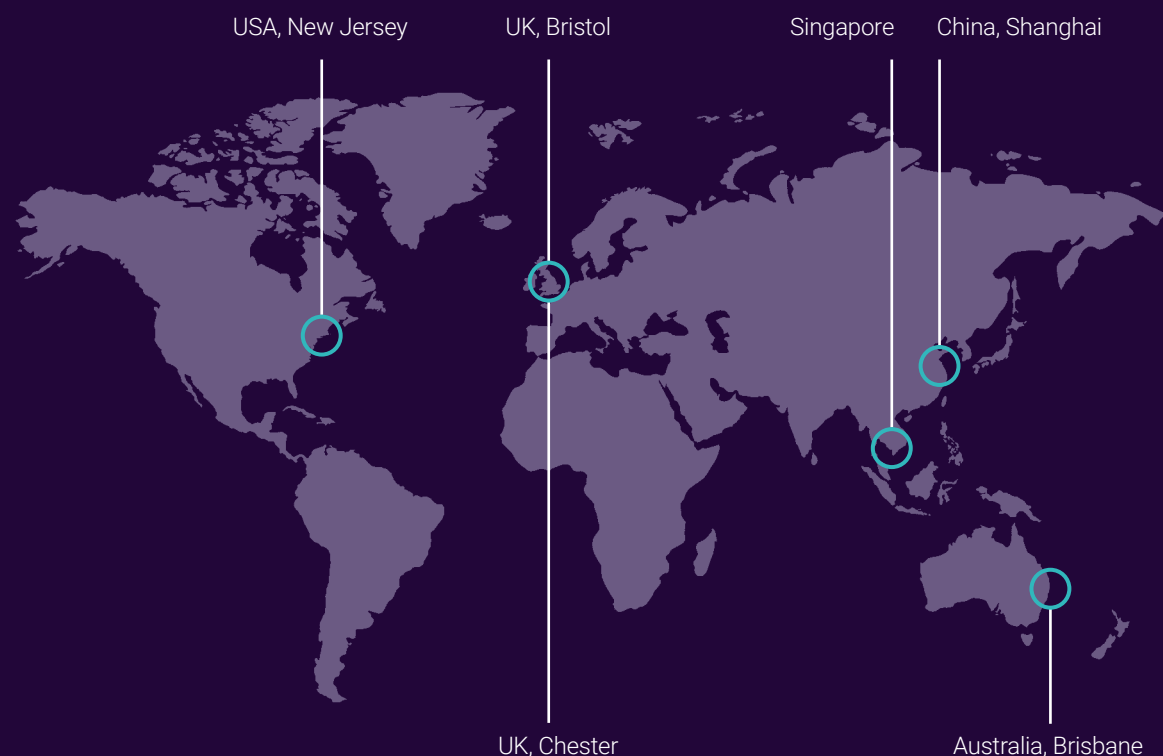 USA, New Jersey
UK, Bristol
Singapore
China, Shanghai
UK, Chester
Australia, Brisbane